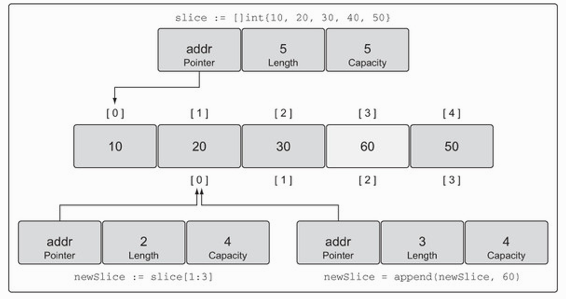 slice := []int{10, 20, 30, 40, 50}
addr 5 5
Pointer Length Capacity
[0] [1] [2] [3] [4]
10 20 30 60 50
[0] [1] [2] [3]
addr 2 4 addr 3 4
Pointer Length Capacity Pointer Length Capacity
newSlice := slice[1:3] newSlice = append(newSlice, 60)